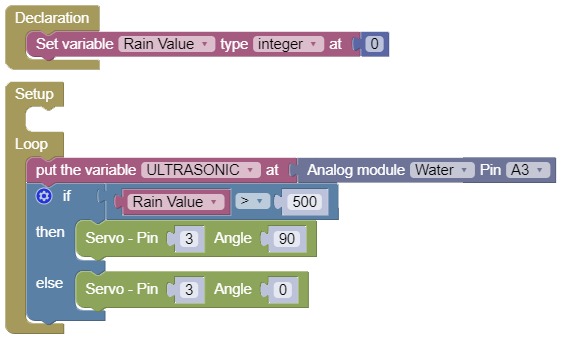 Declaration
Set variable Rain Value type integer at 0
Setup
Loop
put the variable ULTRASONIC at Analog module Water Pin A3
if Rain Value > 500
then Servo - Pin 3 Angle 90
else Servo - Pin 3 Angle 0